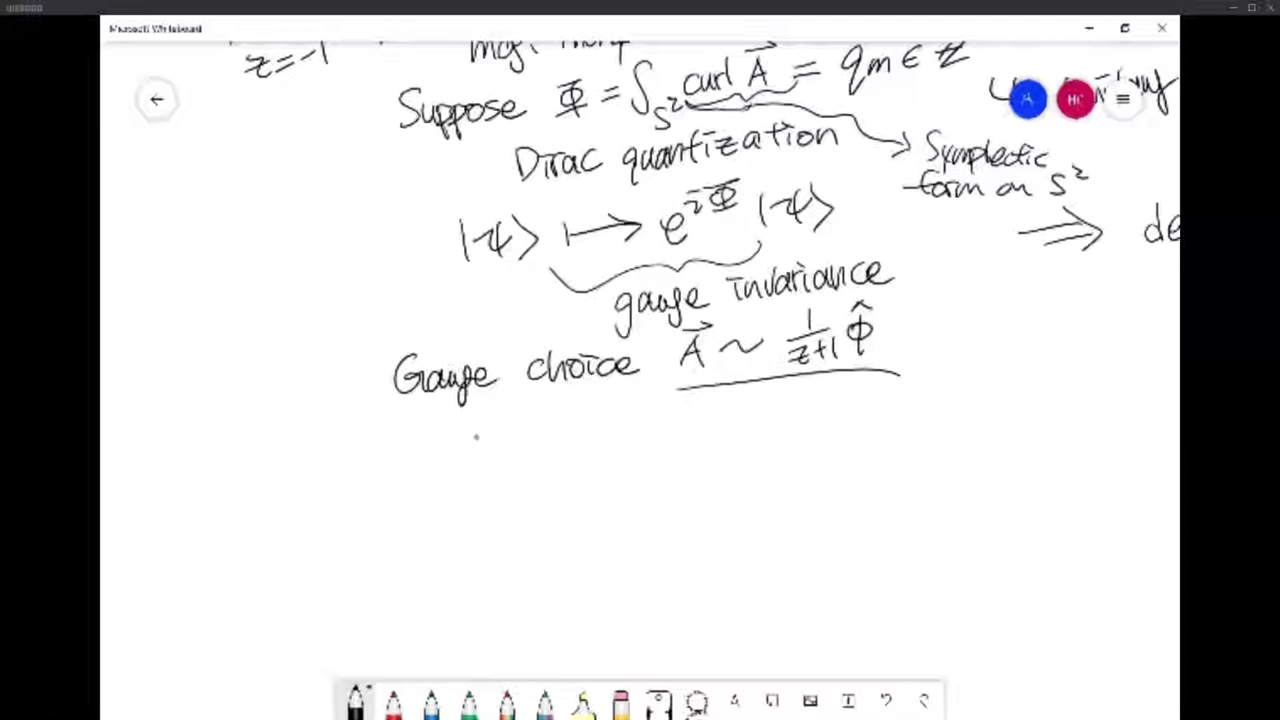 Microsoft Whiteboard
z=-1
Suppose Φ = ∫_{S²} curl A⃗ = qm ∈ ℤ
Dirac quantization
Symplectic
form on S²
|ψ⟩ ↦ e^{iΦ} |ψ⟩
⇒ de
gauge invariance
Gauge choice A⃗ ~ 1/(z+1) Φ̂